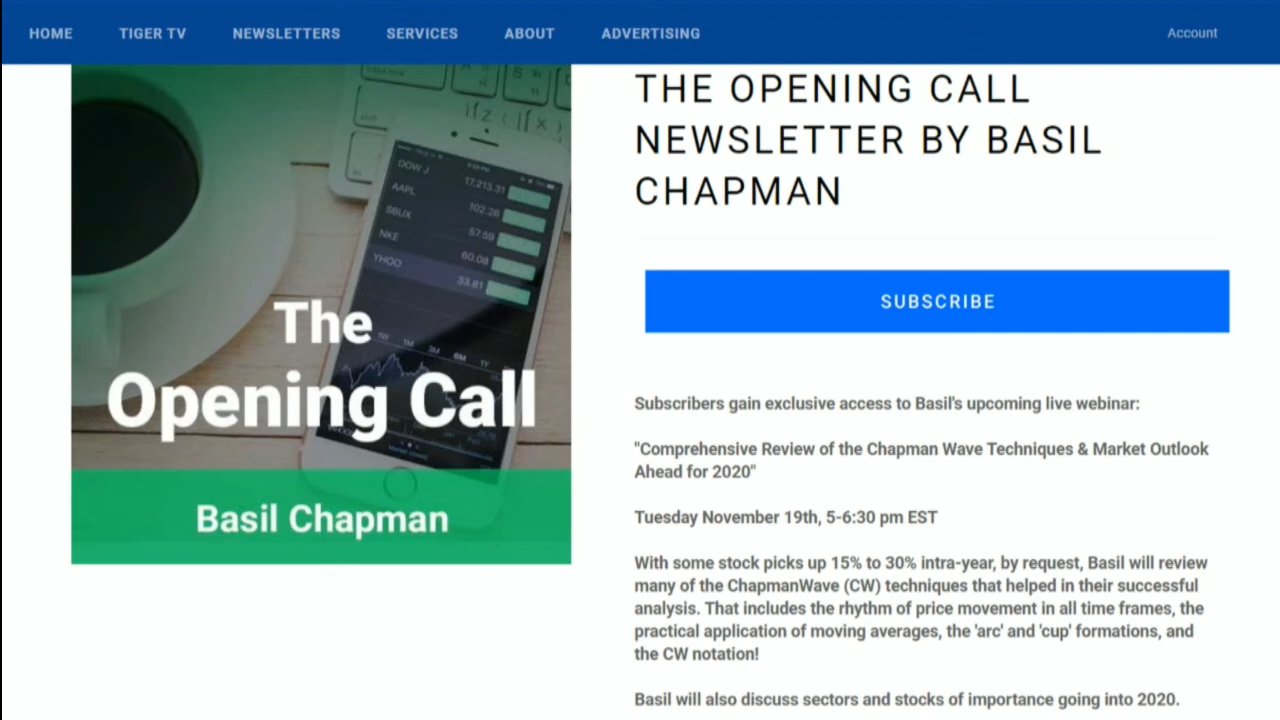 HOME TIGER TV NEWSLETTERS SERVICES ABOUT ADVERTISING Account
DOW J 17,213.31
AAPL 102.26
SBUX 57.59
NKE 60.08
YHOO 33.81
1W 1M 3M 6M 1Y
The
Opening Call
Basil Chapman
THE OPENING CALL
NEWSLETTER BY BASIL
CHAPMAN
SUBSCRIBE
Subscribers gain exclusive access to Basil's upcoming live webinar:
"Comprehensive Review of the Chapman Wave Techniques & Market Outlook
Ahead for 2020"
Tuesday November 19th, 5-6:30 pm EST
With some stock picks up 15% to 30% intra-year, by request, Basil will review
many of the ChapmanWave (CW) techniques that helped in their successful
analysis. That includes the rhythm of price movement in all time frames, the
practical application of moving averages, the 'arc' and 'cup' formations, and
the CW notation!
Basil will also discuss sectors and stocks of importance going into 2020.